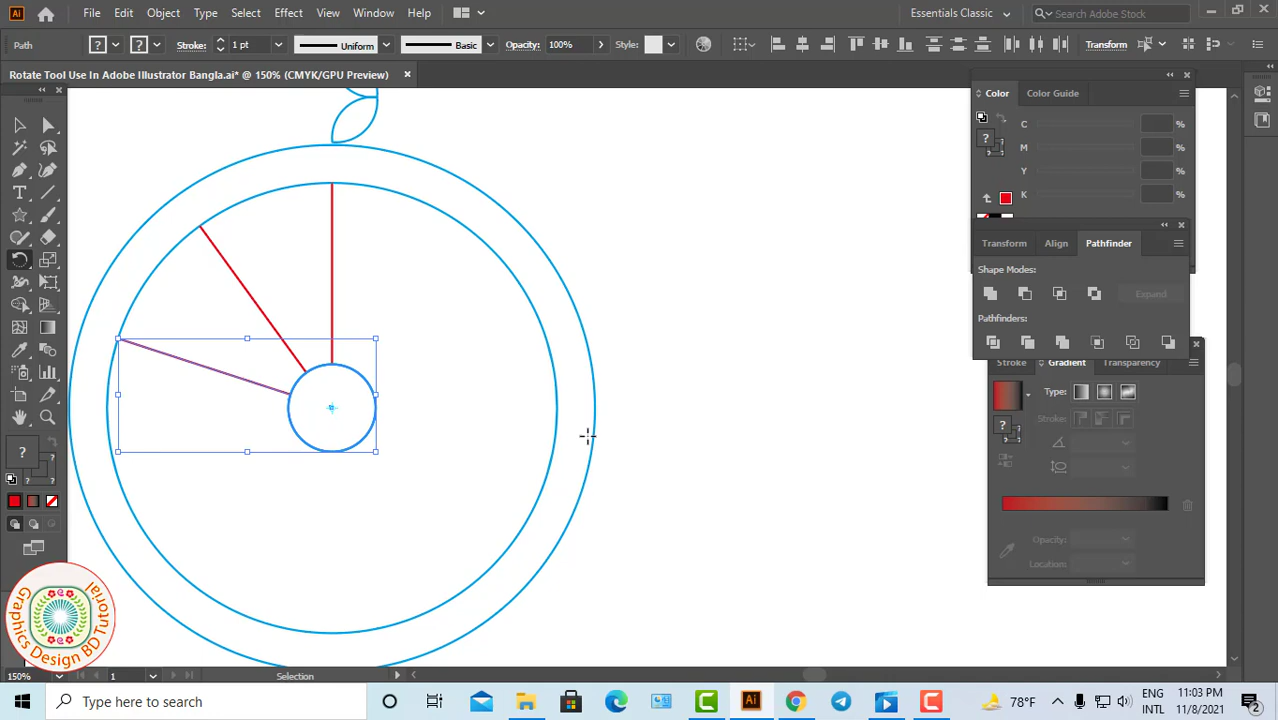 Ai File Edit Object Type Select Effect View Window Help Essentials Classic Search Adobe Stock
Path ? ? Stroke: 1 pt Uniform Basic Opacity: 100% Style: Transform
Rotate Tool Use In Adobe Illustrator Bangla.ai* @ 150% (CMYK/GPU Preview)
Color Color Guide
C %
M %
Y %
K %
?
Transform Align Pathfinder
Shape Modes:
Expand
Pathfinders:
Stroke Gradient Transparency
Type:
Stroke:
?
Opacity:
Location:
?
?
Graphics Design BD Tutorial
150% 1 Selection
Type here to search
Ai
78°F
ENG
INTL
11:03 PM
11/8/2021
2